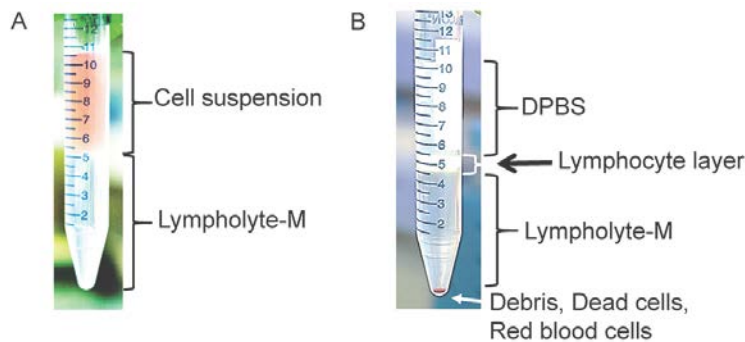 A
12
11
10
9
8
7
6
5
4
3
2
Cell suspension
Lympholyte-M
B
13
12
11
10
9
8
7
6
5
4
3
2
DPBS
Lymphocyte layer
Lympholyte-M
Debris, Dead cells,
Red blood cells